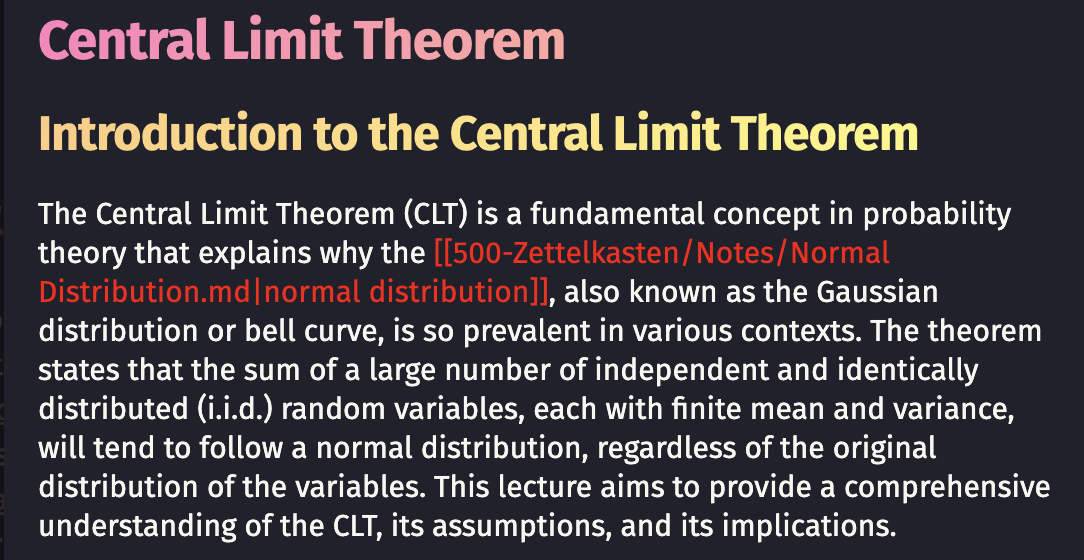 Central Limit Theorem
Introduction to the Central Limit Theorem
The Central Limit Theorem (CLT) is a fundamental concept in probability
theory that explains why the [[500-Zettelkasten/Notes/Normal
Distribution.md|normal distribution]], also known as the Gaussian
distribution or bell curve, is so prevalent in various contexts. The theorem
states that the sum of a large number of independent and identically
distributed (i.i.d.) random variables, each with finite mean and variance,
will tend to follow a normal distribution, regardless of the original
distribution of the variables. This lecture aims to provide a comprehensive
understanding of the CLT, its assumptions, and its implications.